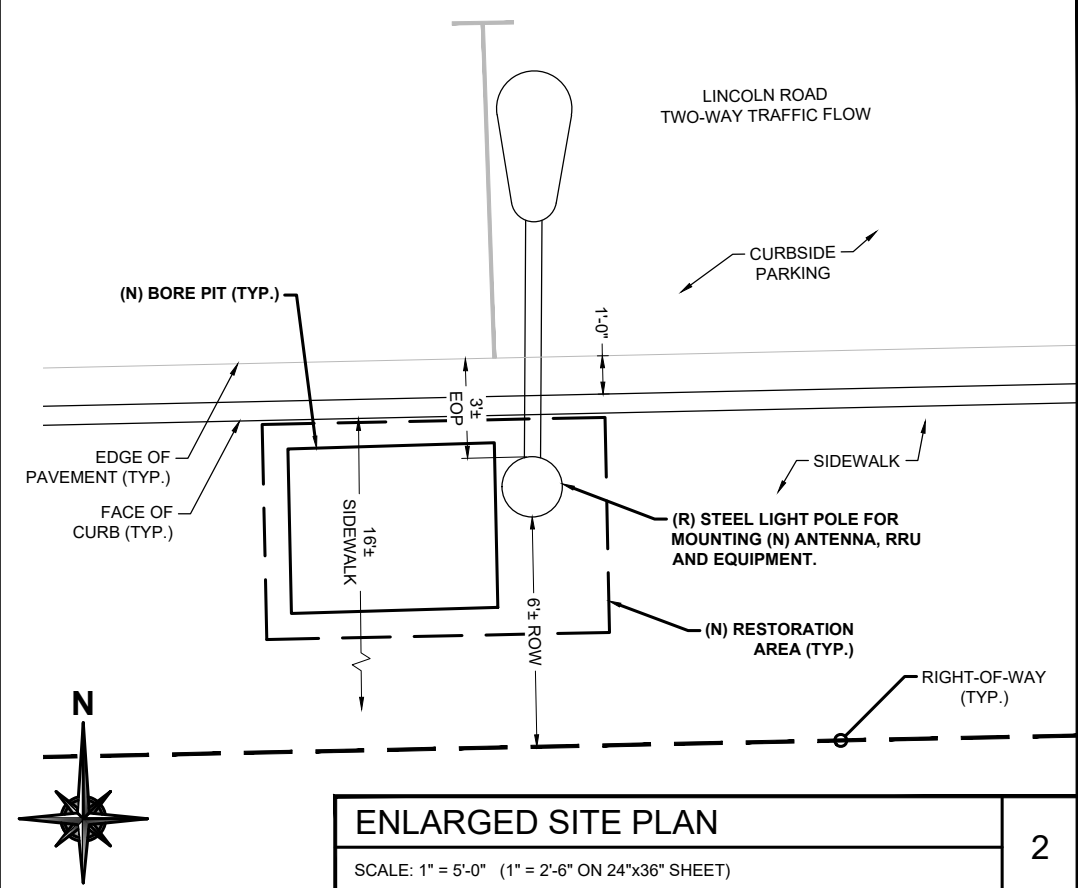 LINCOLN ROAD
TWO-WAY TRAFFIC FLOW
CURBSIDE
PARKING
(N) BORE PIT (TYP.)
1'-0"
3'±
EOP
EDGE OF
PAVEMENT (TYP.)
FACE OF
CURB (TYP.)
16'±
SIDEWALK
SIDEWALK
(R) STEEL LIGHT POLE FOR
MOUNTING (N) ANTENNA, RRU
AND EQUIPMENT.
6'± ROW
(N) RESTORATION
AREA (TYP.)
RIGHT-OF-WAY
(TYP.)
N
ENLARGED SITE PLAN
2
SCALE: 1" = 5'-0" (1" = 2'-6" ON 24"x36" SHEET)